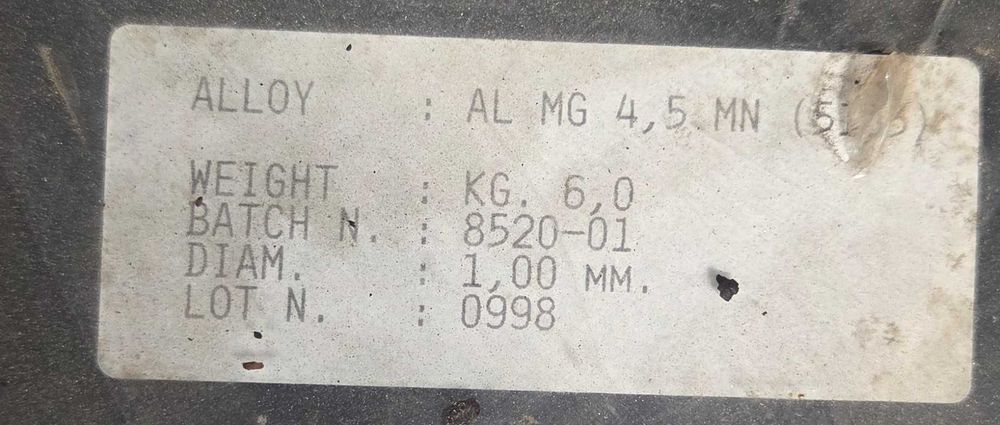 ALLOY : AL MG 4,5 MN
WEIGHT : KG. 6,0
BATCH N. : 8520-01
DIAM. : 1,00 MM.
LOT N. : 0998